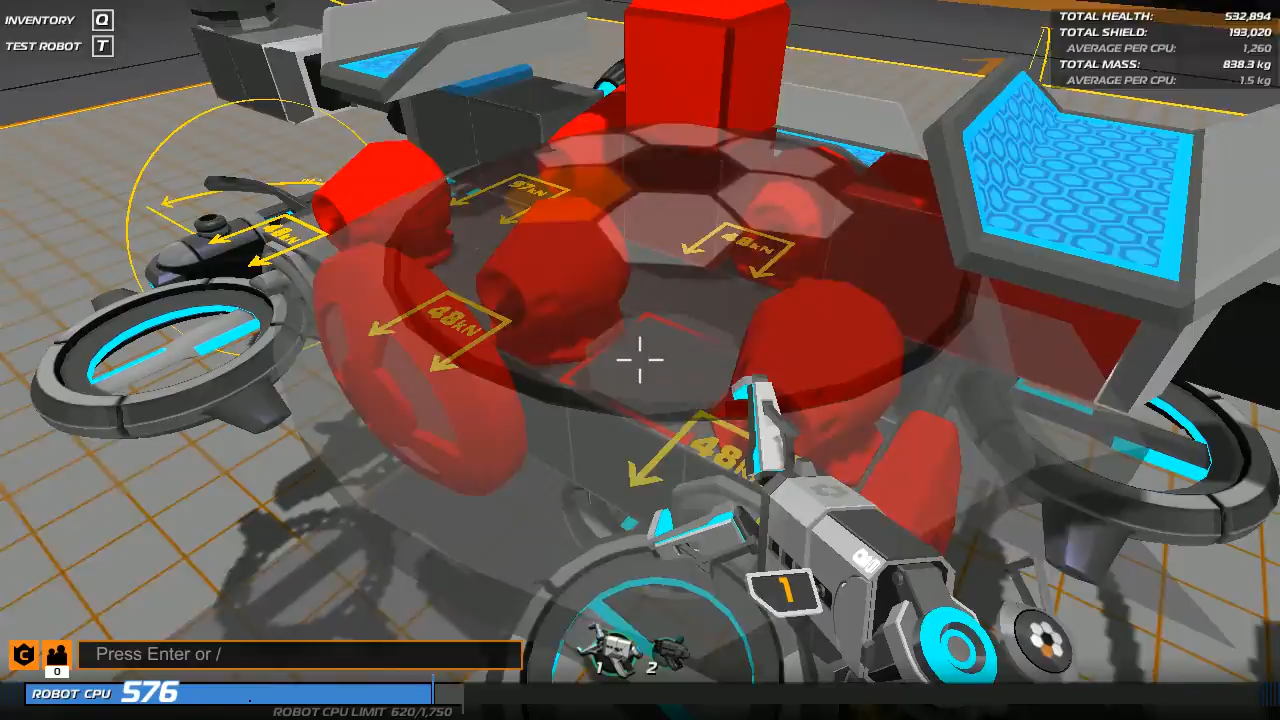 INVENTORY Q
TEST ROBOT T
TOTAL HEALTH: 532,894
TOTAL SHIELD: 193,020
AVERAGE PER CPU: 1,260
TOTAL MASS: 838.3 kg
AVERAGE PER CPU: 1.5 kg
97kN
48kN
48kN
48kN
48kN
1
1 2
C
0
Press Enter or /
ROBOT CPU 576
ROBOT CPU LIMIT 620/1,750